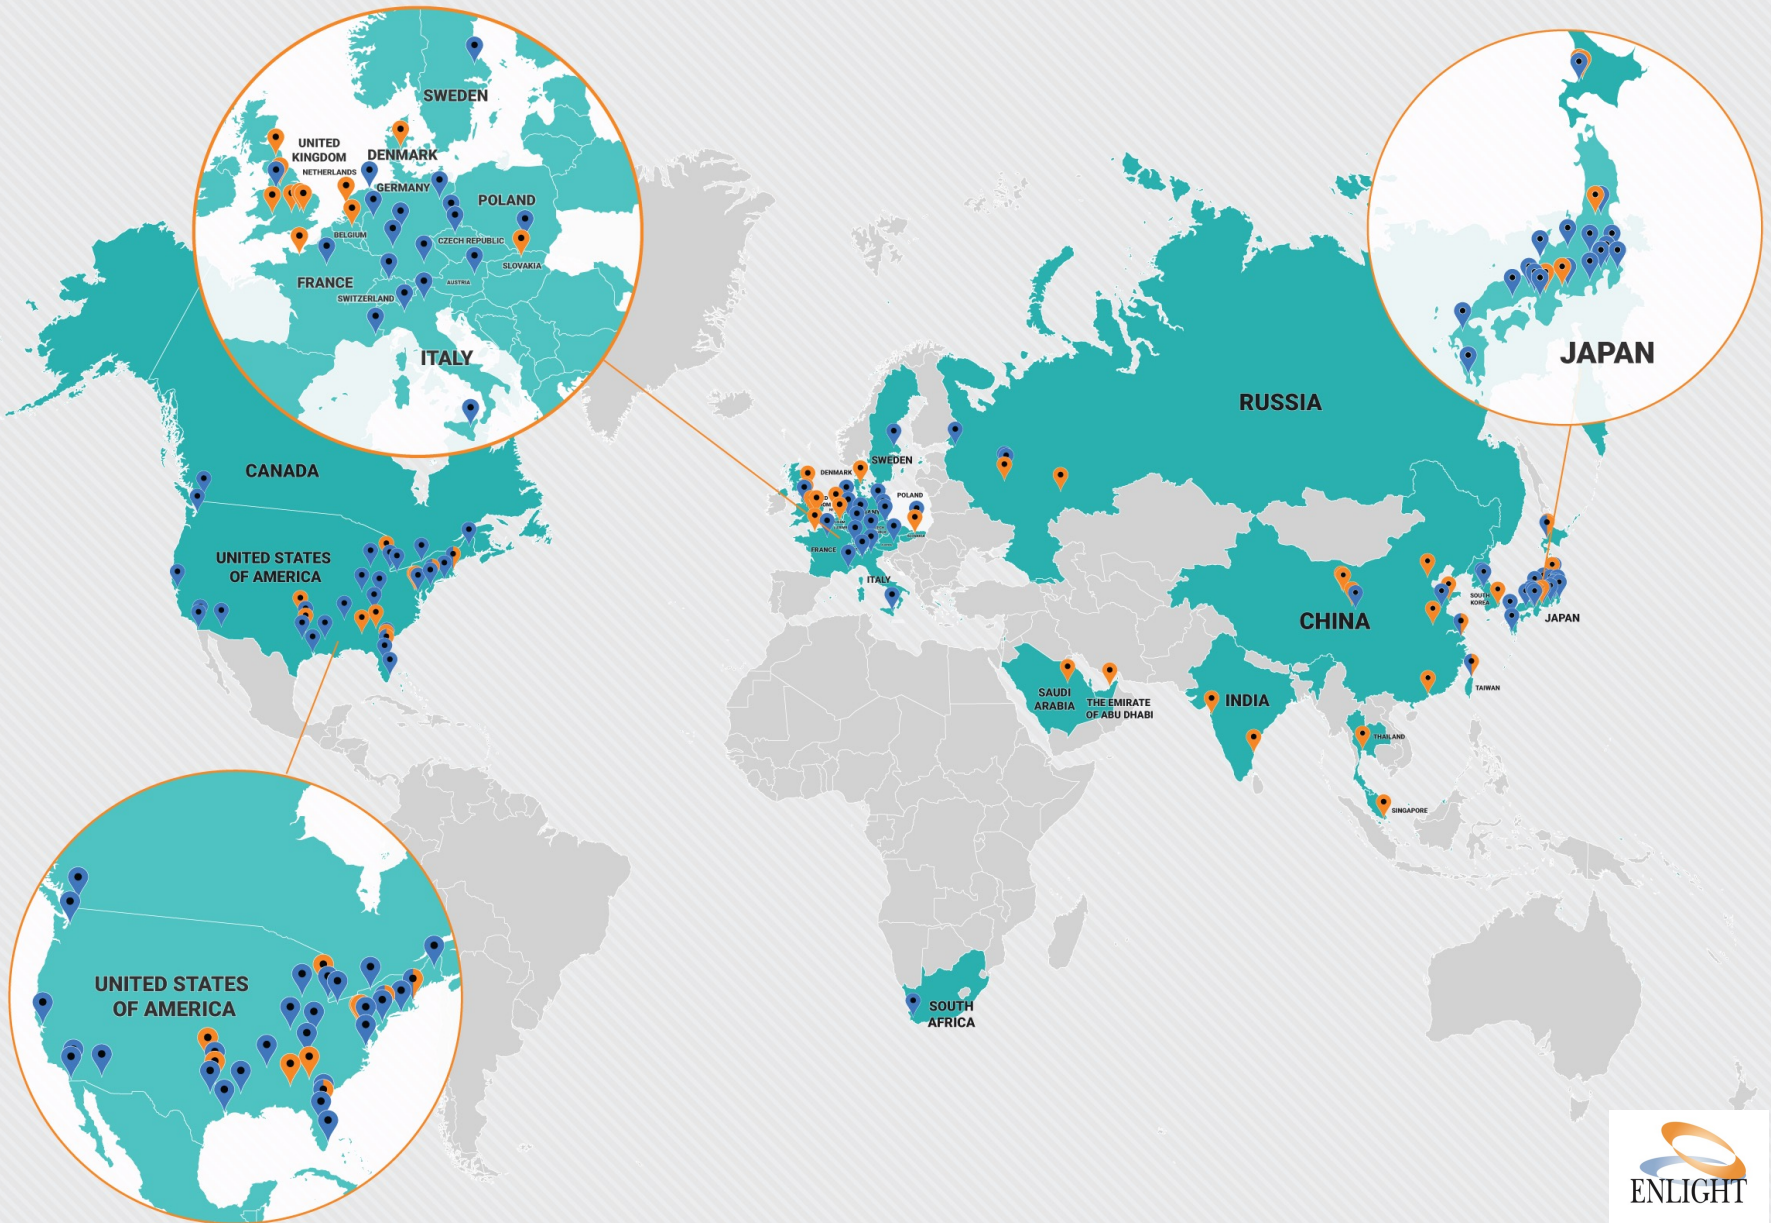 SWEDEN
UNITED
KINGDOM
DENMARK
NETHERLANDS
GERMANY
POLAND
BELGIUM
CZECH REPUBLIC
SLOVAKIA
FRANCE
AUSTRIA
SWITZERLAND
ITALY
JAPAN
RUSSIA
CANADA
SWEDEN
DENMARK
POLAND
FRANCE
ITALY
UNITED STATES
OF AMERICA
CHINA
SOUTH
KOREA
JAPAN
TAIWAN
SAUDI
ARABIA
THE EMIRATE
OF ABU DHABI
INDIA
THAILAND
SINGAPORE
UNITED STATES
OF AMERICA
SOUTH
AFRICA
ENLIGHT